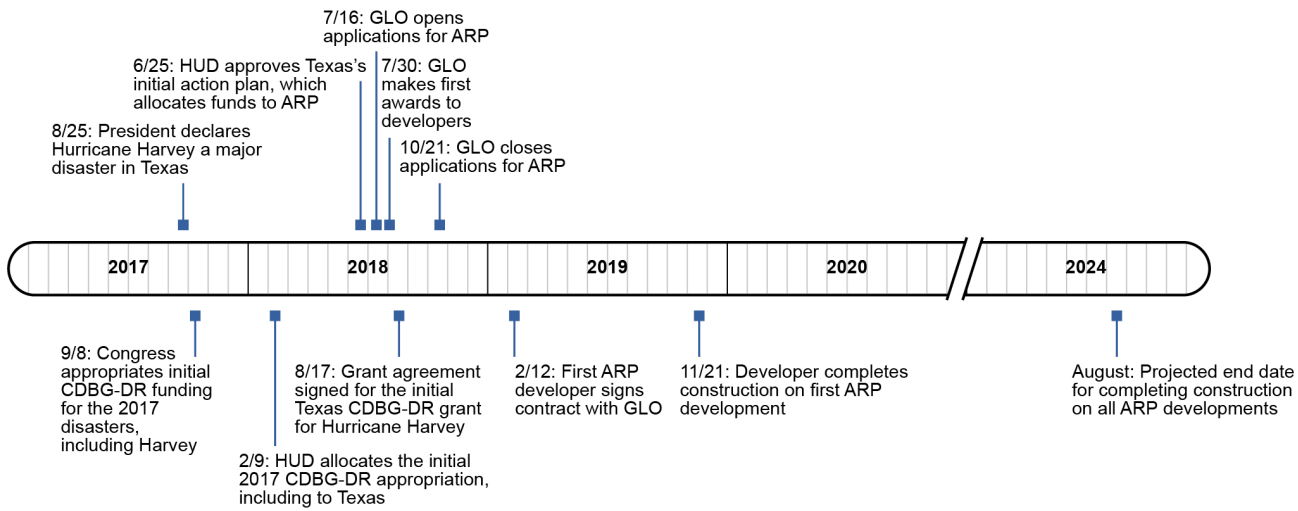 7/16: GLO opens
applications for ARP
6/25: HUD approves Texas’s
initial action plan, which
allocates funds to ARP
7/30: GLO
makes first
awards to
developers
8/25: President declares
Hurricane Harvey a major
disaster in Texas
10/21: GLO closes
applications for ARP
2017
2018
2019
2020
2024
9/8: Congress
appropriates initial
CDBG-DR funding
for the 2017
disasters,
including Harvey
2/9: HUD allocates the initial
2017 CDBG-DR appropriation,
including to Texas
8/17: Grant agreement
signed for the initial
Texas CDBG-DR grant
for Hurricane Harvey
2/12: First ARP
developer signs
contract with GLO
11/21: Developer completes
construction on first ARP
development
August: Projected end date
for completing construction
on all ARP developments